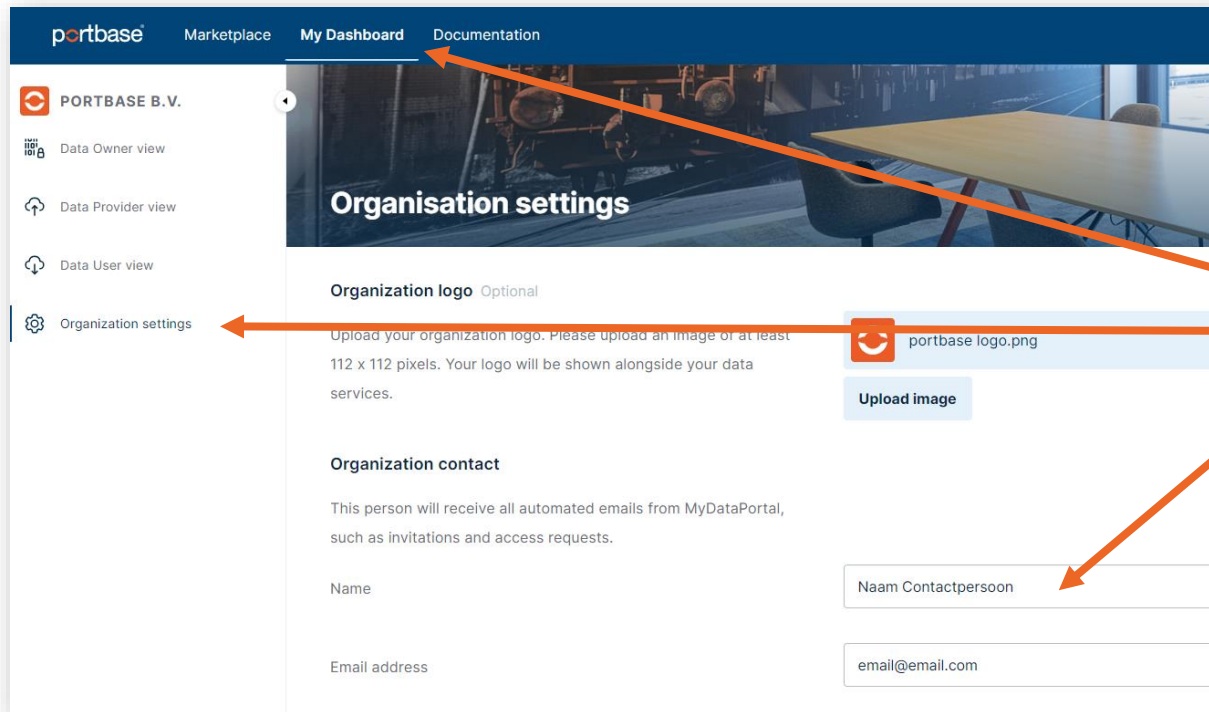 portbase
Marketplace
My Dashboard
Documentation
PORTBASE B.V.
Data Owner view
Data Provider view
Data User view
Organization settings
Organisation settings
Organization logo Optional
Upload your organization logo. Please upload an image of at least
112 x 112 pixels. Your logo will be shown alongside your data
services.
portbase logo.png
Upload image
Organization contact
This person will receive all automated emails from MyDataPortal,
such as invitations and access requests.
Name
Naam Contactpersoon
Email address
email@email.com